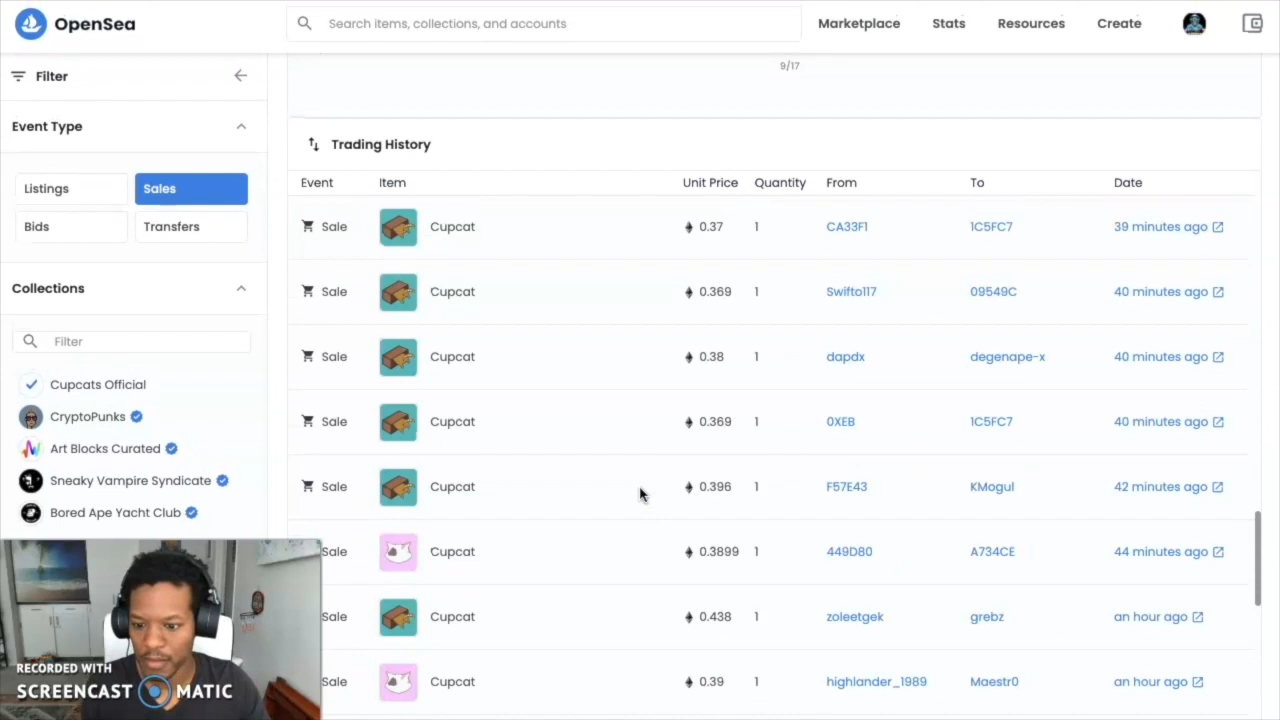 OpenSea
Search items, collections, and accounts
Marketplace Stats Resources Create
Filter
Event Type
Listings Sales
Bids Transfers
Collections
Filter
Cupcats Official
CryptoPunks
Art Blocks Curated
Sneaky Vampire Syndicate
Bored Ape Yacht Club
9/17
Trading History
Event Item Unit Price Quantity From To Date
Sale Cupcat 0.37 1 CA33F1 1C5FC7 39 minutes ago
Sale Cupcat 0.369 1 Swifto117 09549C 40 minutes ago
Sale Cupcat 0.38 1 dapdx degenape-x 40 minutes ago
Sale Cupcat 0.369 1 0XEB 1C5FC7 40 minutes ago
Sale Cupcat 0.396 1 F57E43 KMogul 42 minutes ago
Sale Cupcat 0.3899 1 449D80 A734CE 44 minutes ago
Sale Cupcat 0.438 1 zoleetgek grebz an hour ago
Sale Cupcat 0.39 1 highlander_1989 Maestr0 an hour ago
RECORDED WITH
SCREENCAST MATIC